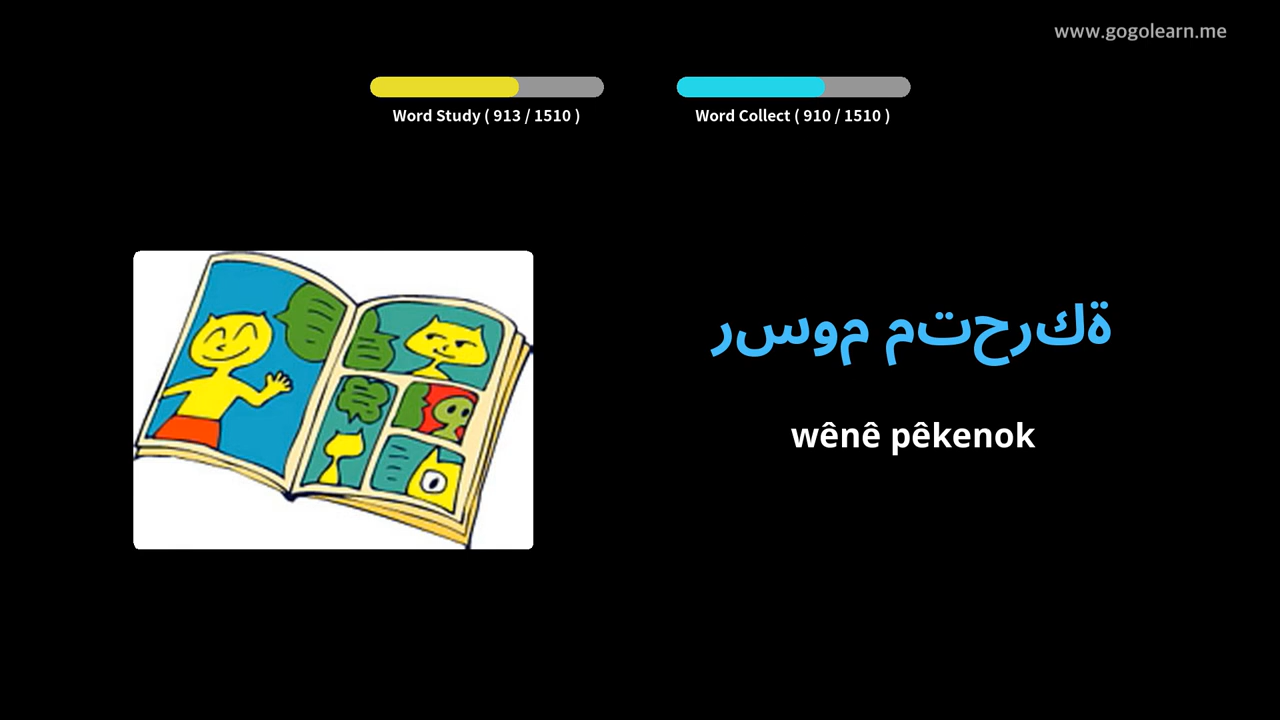 www.gogolearn.me
Word Study ( 913 / 1510 )
Word Collect ( 910 / 1510 )
رسوم متحركة
wênê pêkenok